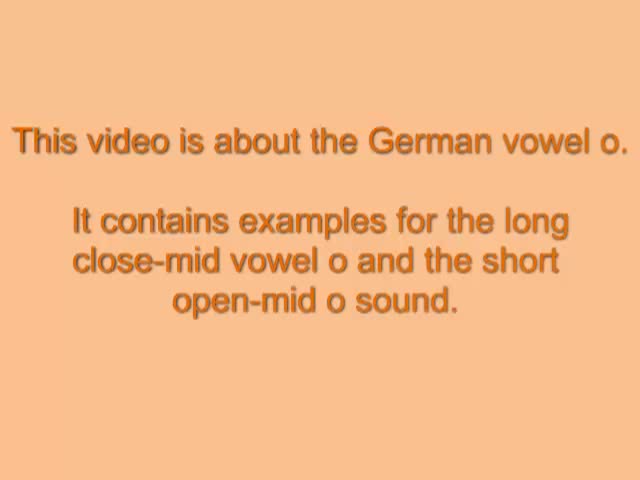 This video is about the German vowel o.
It contains examples for the long
close-mid vowel o and the short
open-mid o sound.